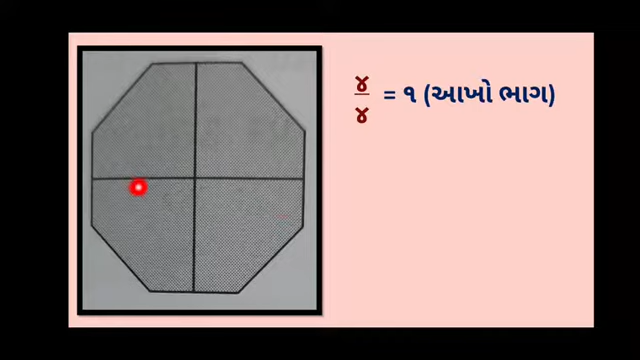 ૪
= ૧ (આખો ભાગ)
૪